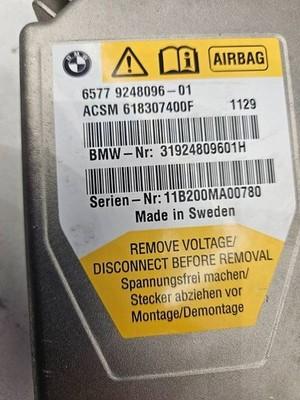 BMW
AIRBAG
6577 9248096-01
ACSM 618307400F 1129
BMW-Nr: 31924809601H
Serien-Nr: 11B200MA00780
Made in Sweden
REMOVE VOLTAGE/
DISCONNECT BEFORE REMOVAL
Spannungsfrei machen/
Stecker abziehen vor
Montage/Demontage